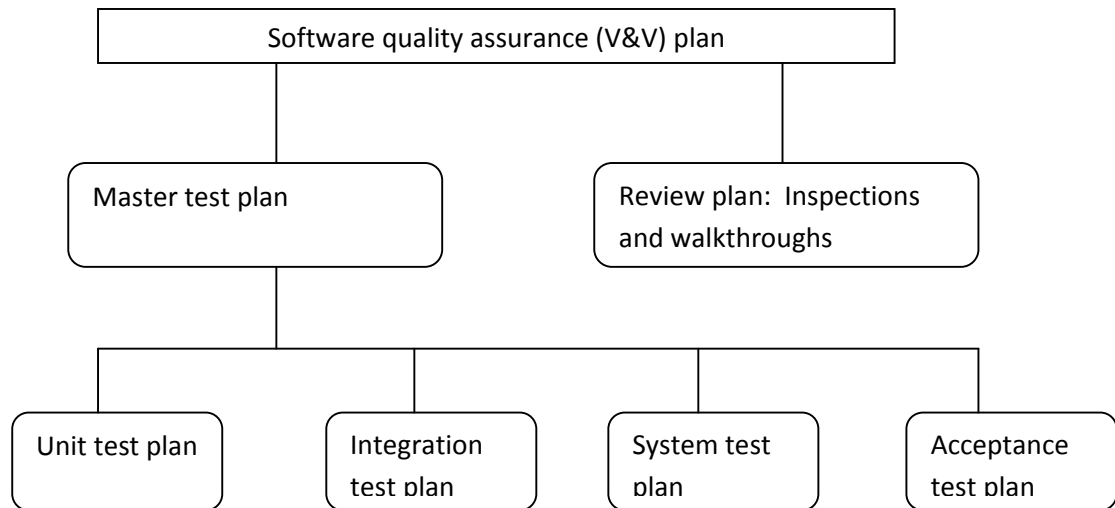 Software quality assurance (V&V) plan
Master test plan
Review plan:  Inspections
and walkthroughs
Unit test plan
Integration
test plan
System test
plan
Acceptance
test plan